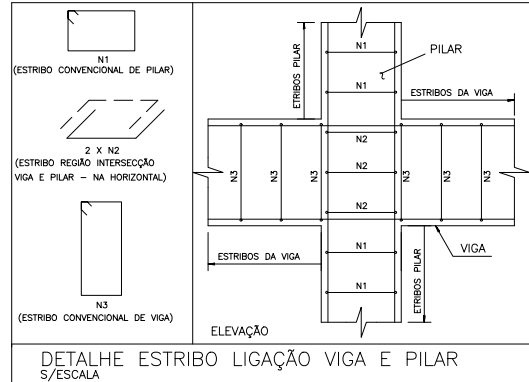 N1
(ESTRIBO CONVENCIONAL DE PILAR)
2 X N2
(ESTRIBO REGIÃO INTERSECÇÃO
VIGA E PILAR – NA HORIZONTAL)
N3
(ESTRIBO CONVENCIONAL DE VIGA)
ETRIBOS PILAR
N1
PILAR
N1
ESTRIBOS DA VIGA
N2
N3
N3
N3
N2
N3
N3
N3
N2
ESTRIBOS DA VIGA
N1
VIGA
ETRIBOS PILAR
N1
ELEVAÇÃO
DETALHE ESTRIBO LIGAÇÃO VIGA E PILAR
S/ESCALA